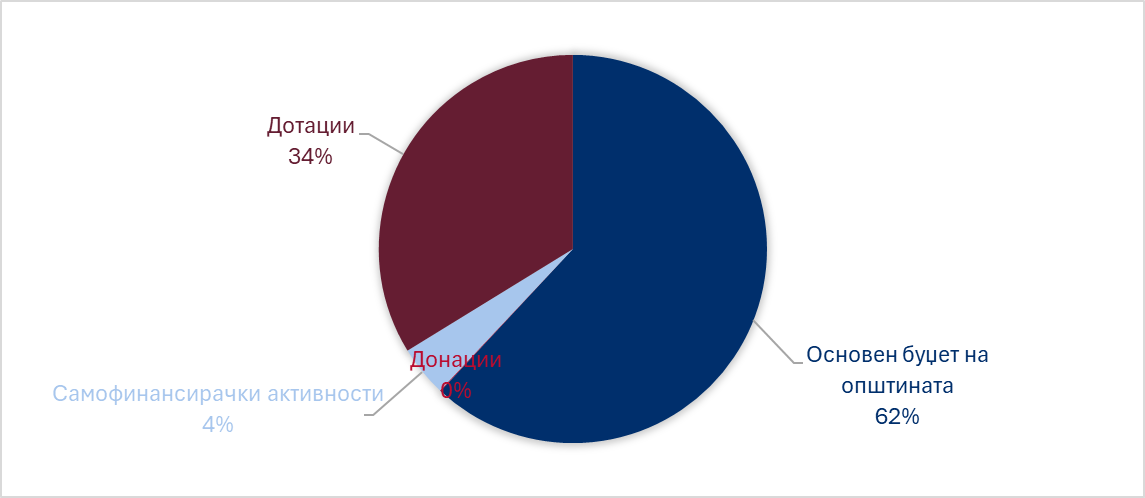 Дотации
34%
Основен буџет на
општината
62%
Донации
0%
Самофинансирачки активности
4%